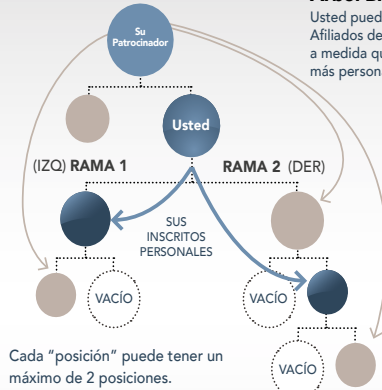 Usted pued
Afiliados de
a medida qu
más persona
Su
Patrocinador
Usted
(IZQ) RAMA 1
RAMA 2 (DER)
SUS
INSCRITOS
PERSONALES
VACÍO
VACÍO
Cada “posición” puede tener un
máximo de 2 posiciones.
VACÍO